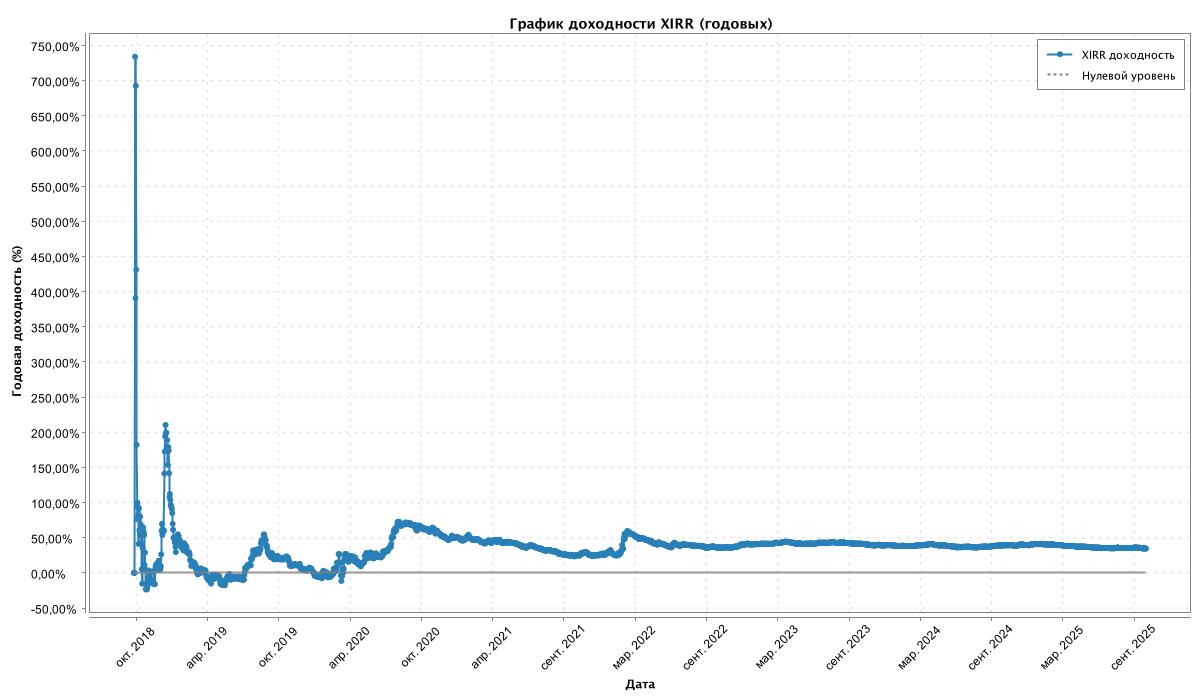 График доходности XIRR (годовых)
XIRR доходность
Нулевой уровень
Годовая доходность (%)
750,00%
700,00%
650,00%
600,00%
550,00%
500,00%
450,00%
400,00%
350,00%
300,00%
250,00%
200,00%
150,00%
100,00%
50,00%
0,00%
-50,00%
окт. 2018
апр. 2019
окт. 2019
апр. 2020
окт. 2020
апр. 2021
сент. 2021
мар. 2022
сент. 2022
мар. 2023
сент. 2023
мар. 2024
сент. 2024
мар. 2025
сент. 2025
Дата